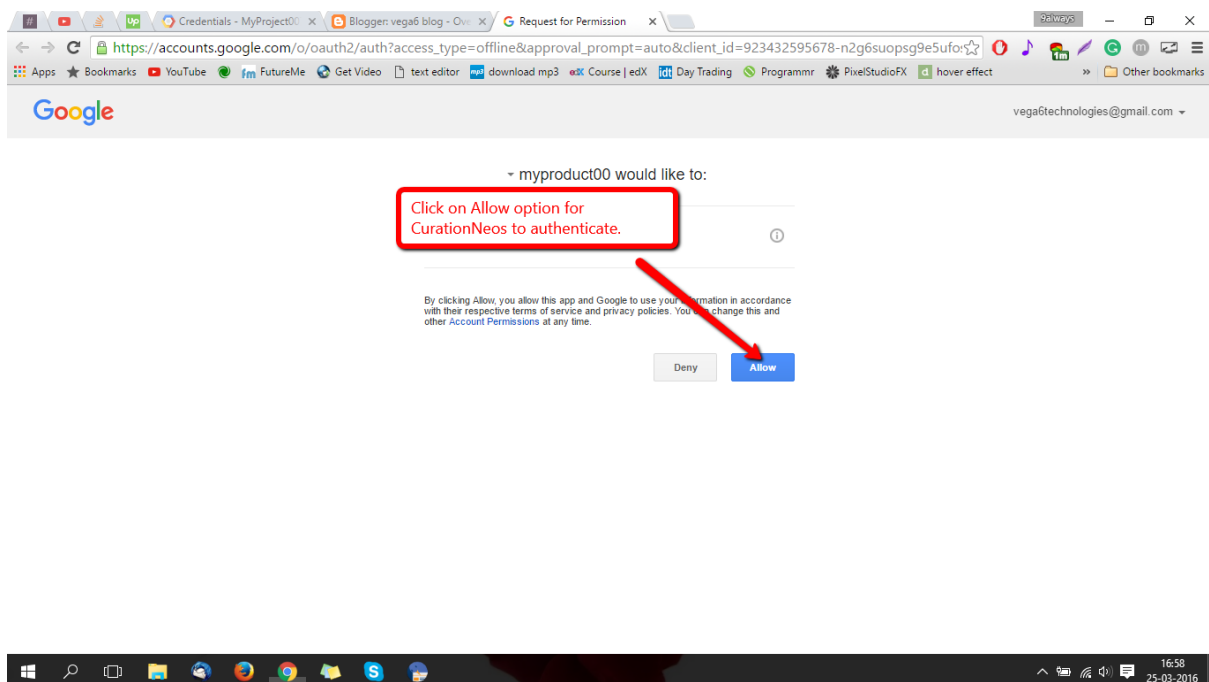 #
Up
Credentials - MyProject00
Blogger: vega6 blog - Ove
Request for Permission
9always
https://accounts.google.com/o/oauth2/auth?access_type=offline&approval_prompt=auto&client_id=923432595678-n2g6suopsg9e5ufo
1m
Apps Bookmarks YouTube FutureMe Get Video text editor download mp3 Course | edX Day Trading Programmr PixelStudioFX hover effect » Other bookmarks
Google
vega6technologies@gmail.com
myproduct00 would like to:
Click on Allow option for
CurationNeos to authenticate.
By clicking Allow, you allow this app and Google to use your information in accordance
with their respective terms of service and privacy policies. You can change this and
other Account Permissions at any time.
Deny Allow
16:58
25-03-2016